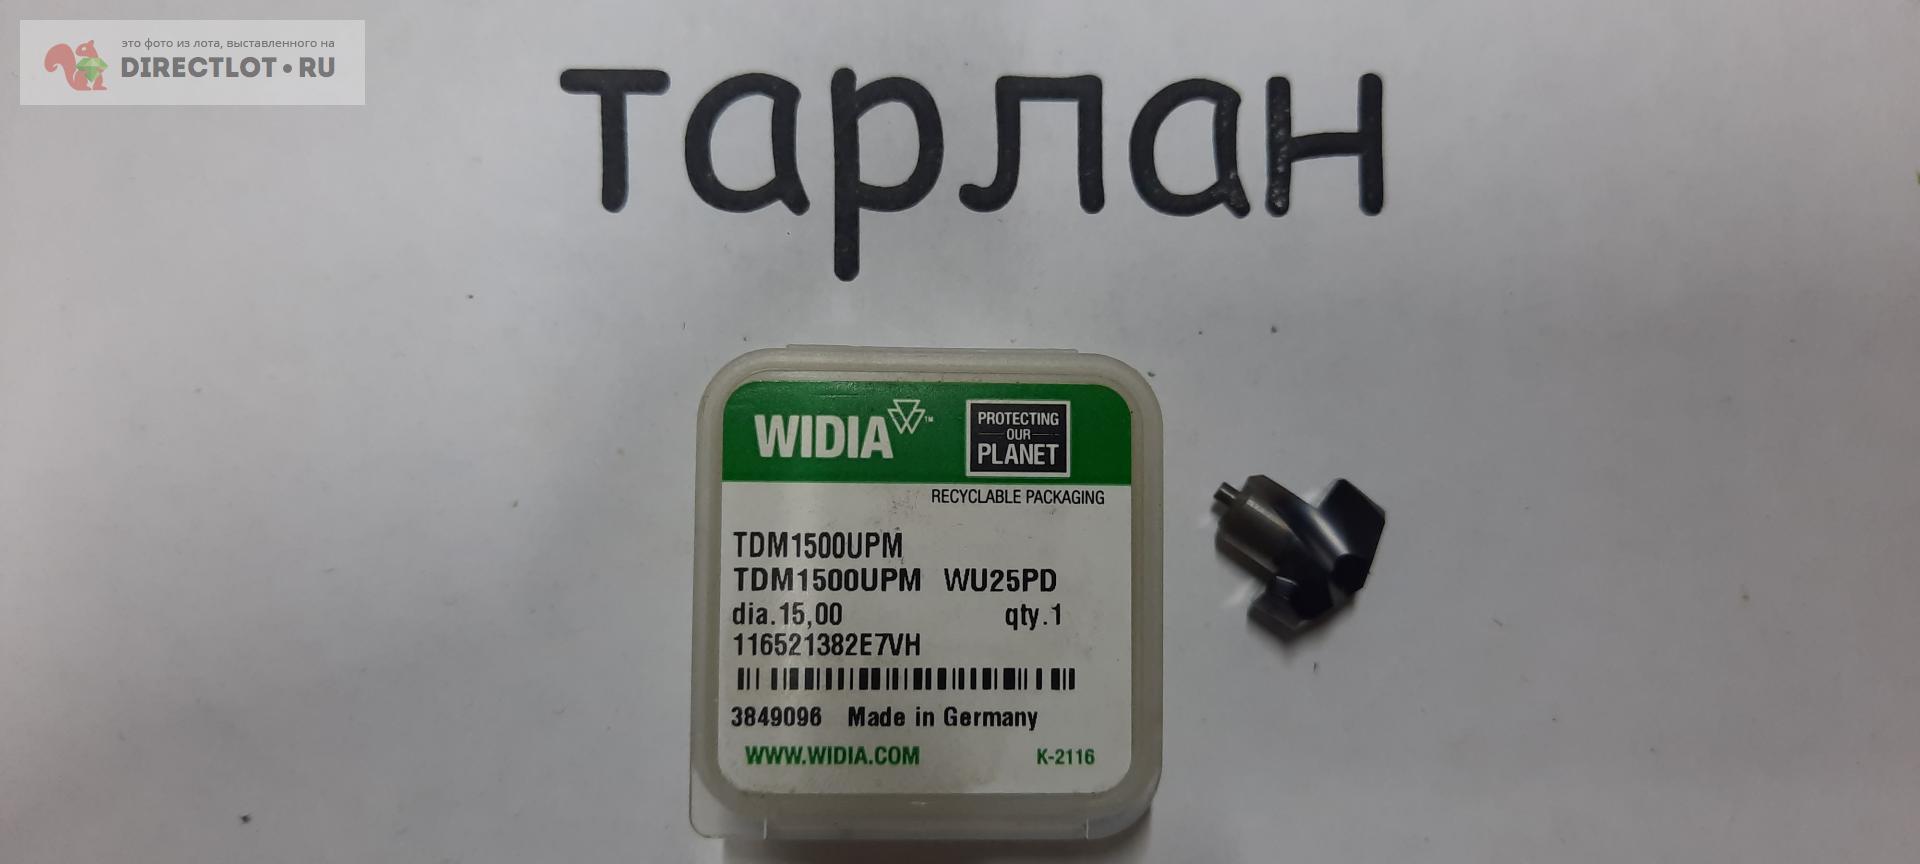 это фото из лота, выставленного на
DIRECTLOT•RU
тарлан
WIDIA™
PROTECTING
OUR
PLANET
RECYCLABLE PACKAGING
TDM1500UPM
TDM1500UPM WU25PD
dia.15,00 qty.1
116521382E7VH
3849096 Made in Germany
WWW.WIDIA.COM K-2116